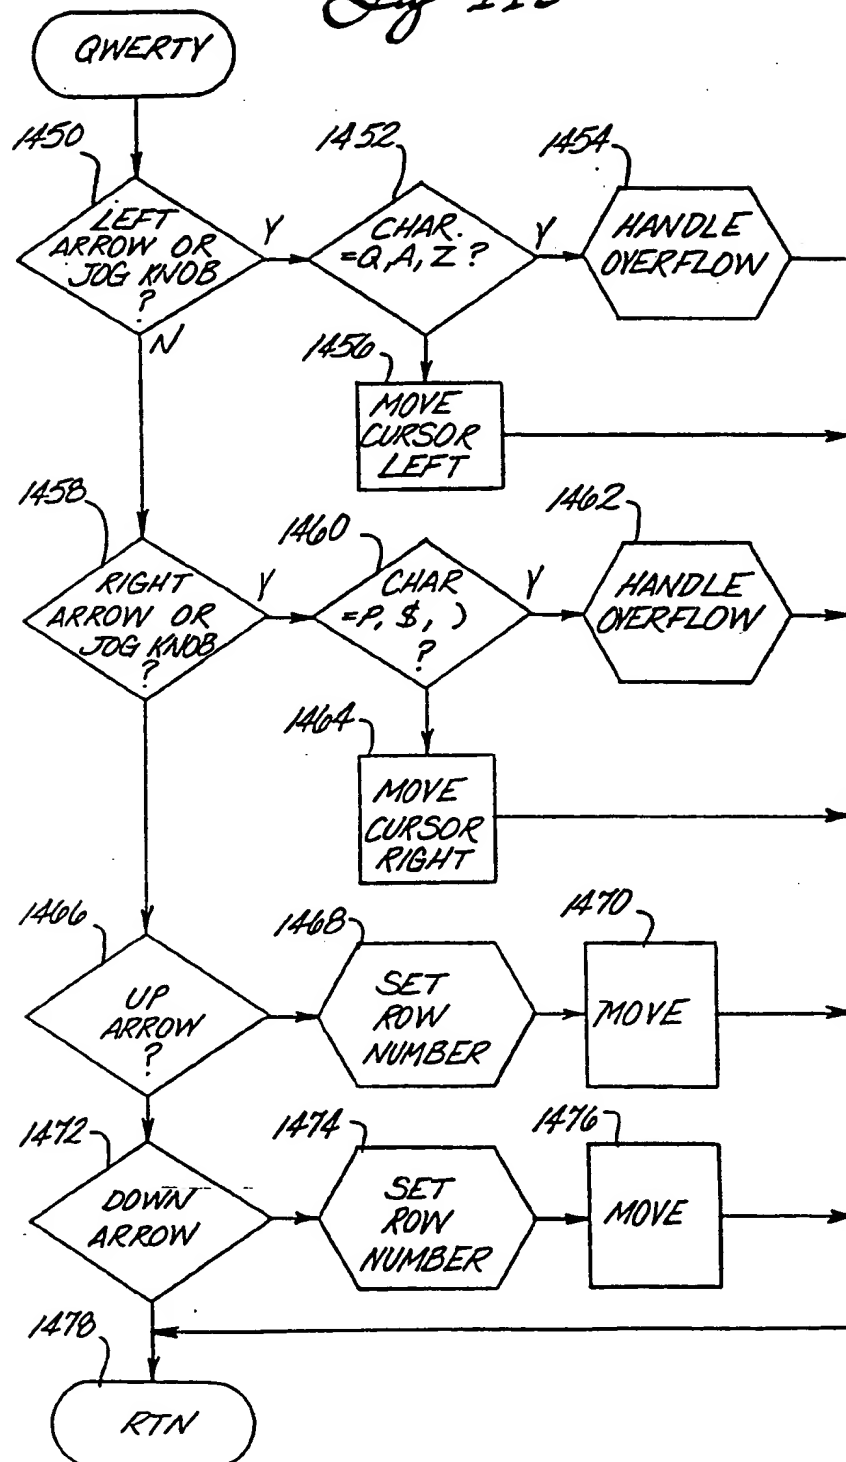 Fig
QWERTY
1450
1452
1454
LEFT
ARROW OR
JOG KNOB
?
Y
CHAR.
=Q,A,Z?
Y
HANDLE
OVERFLOW
N
1456
MOVE
CURSOR
LEFT
1458
1460
1462
RIGHT
ARROW OR
JOG KNOB
?
Y
CHAR
=P, $, )
?
Y
HANDLE
OVERFLOW
1464
MOVE
CURSOR
RIGHT
1466
1468
1470
UP
ARROW
?
SET
ROW
NUMBER
MOVE
1472
1474
1476
DOWN
ARROW
SET
ROW
NUMBER
MOVE
1478
RTN